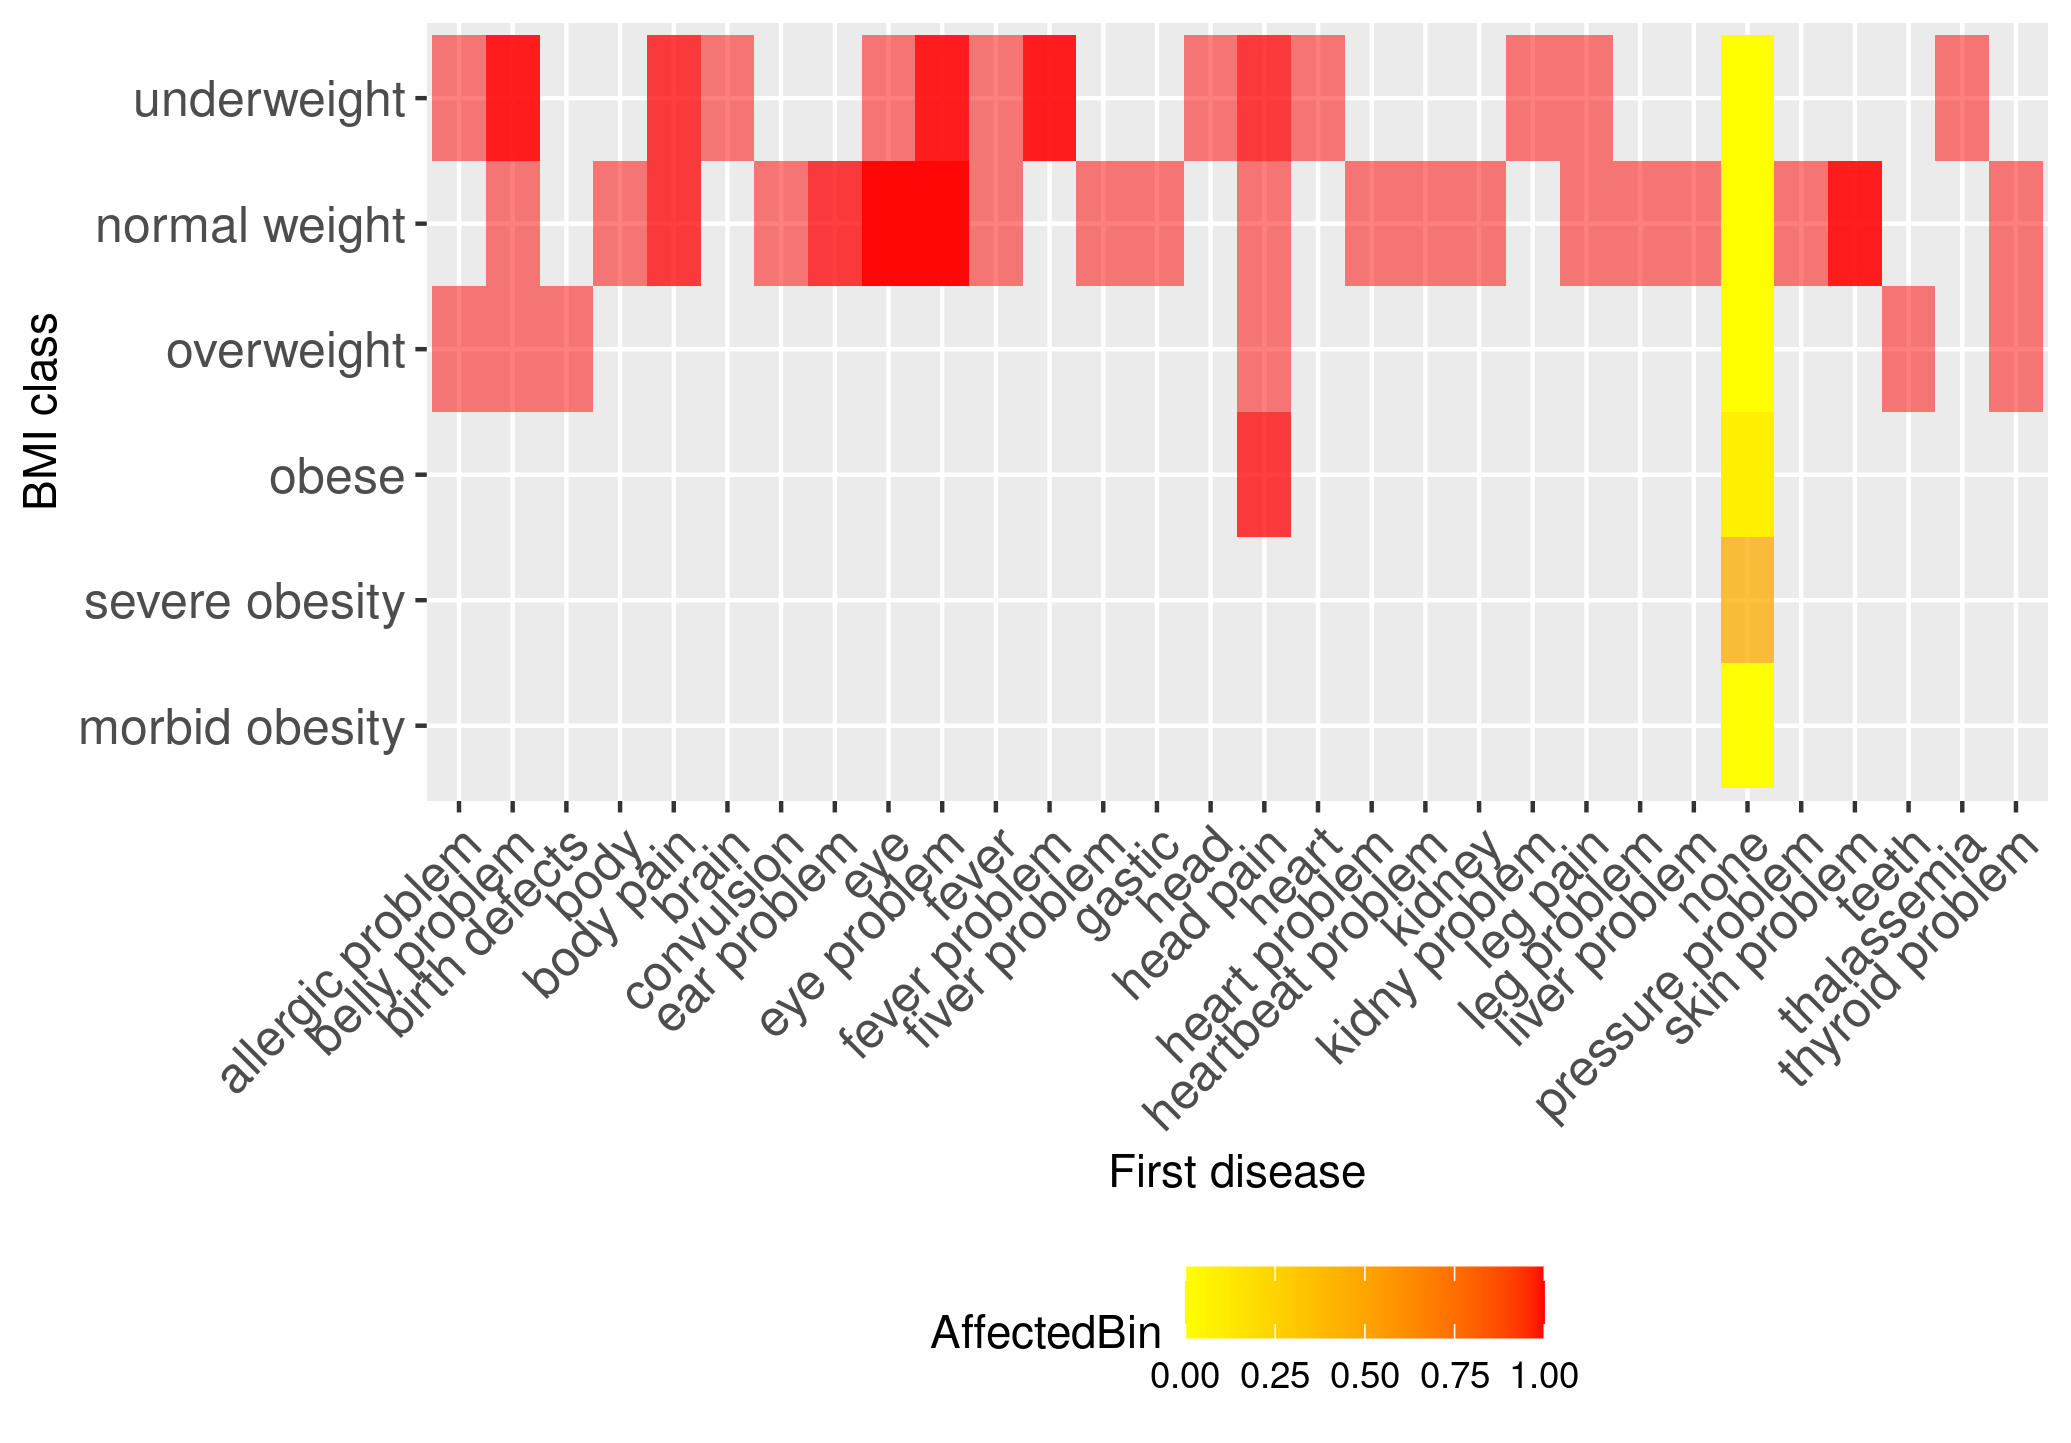 underweight
normal weight
overweight
obese
severe obesity
morbid obesity
BMI class
allergic problem
belly problem
birth defects
body
body pain
brain
convulsion
ear problem
eye
eye problem
fever
fever problem
fiver problem
gastic
head
head pain
heart
heart problem
heartbeat problem
kidney
kidny problem
leg pain
leg problem
liver problem
none
pressure problem
skin problem
teeth
thalassemia
thyroid problem
First disease
AffectedBin
0.00 0.25 0.50 0.75 1.00